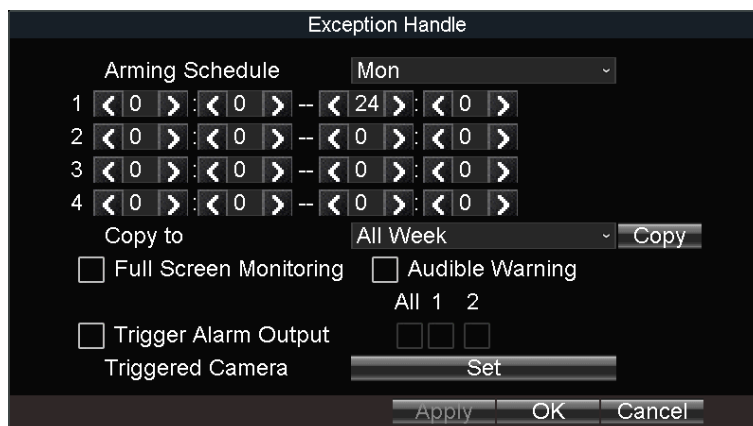 Exception Handle
Arming Schedule Mon
1 0 : 0 -- 24 : 0
2 0 : 0 -- 0 : 0
3 0 : 0 -- 0 : 0
4 0 : 0 -- 0 : 0
Copy to All Week Copy
Full Screen Monitoring Audible Warning
All 1 2
Trigger Alarm Output
Triggered Camera Set
Apply OK Cancel